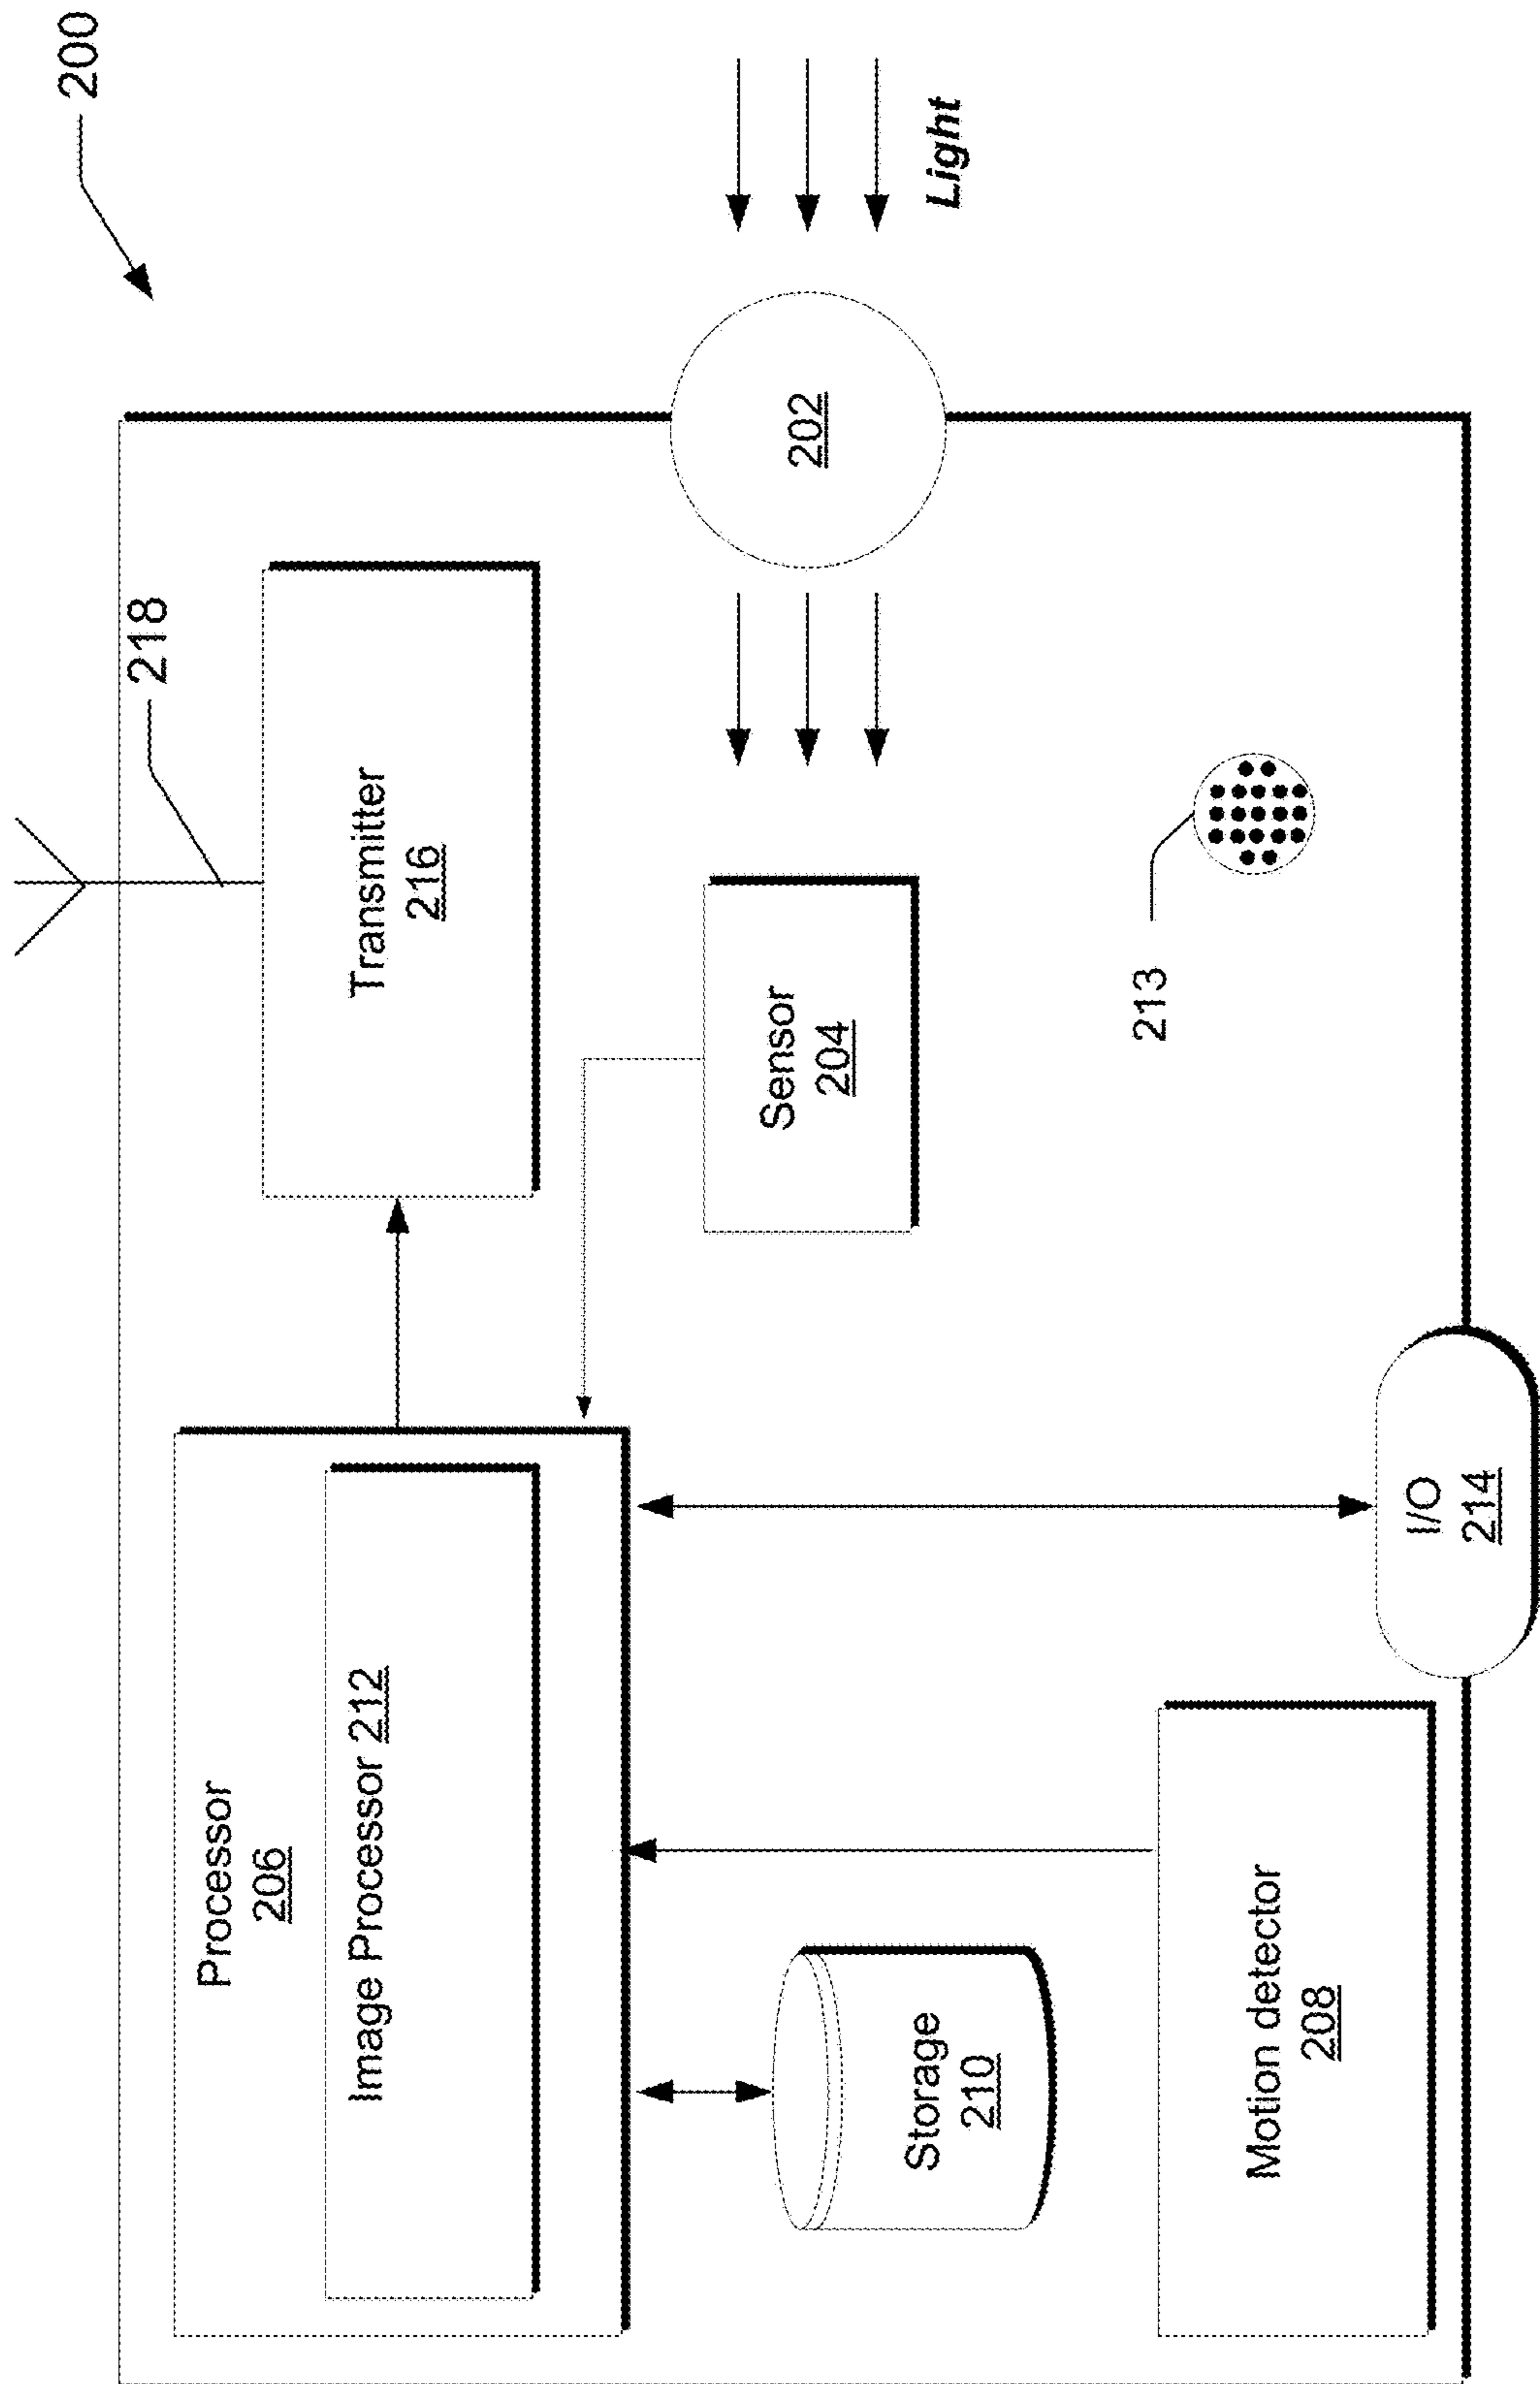 200
Processor
206
Image Processor 212
Transmitter
216
218
Storage
210
Sensor
204
202
Light
Motion detector
208
I/O
214
213